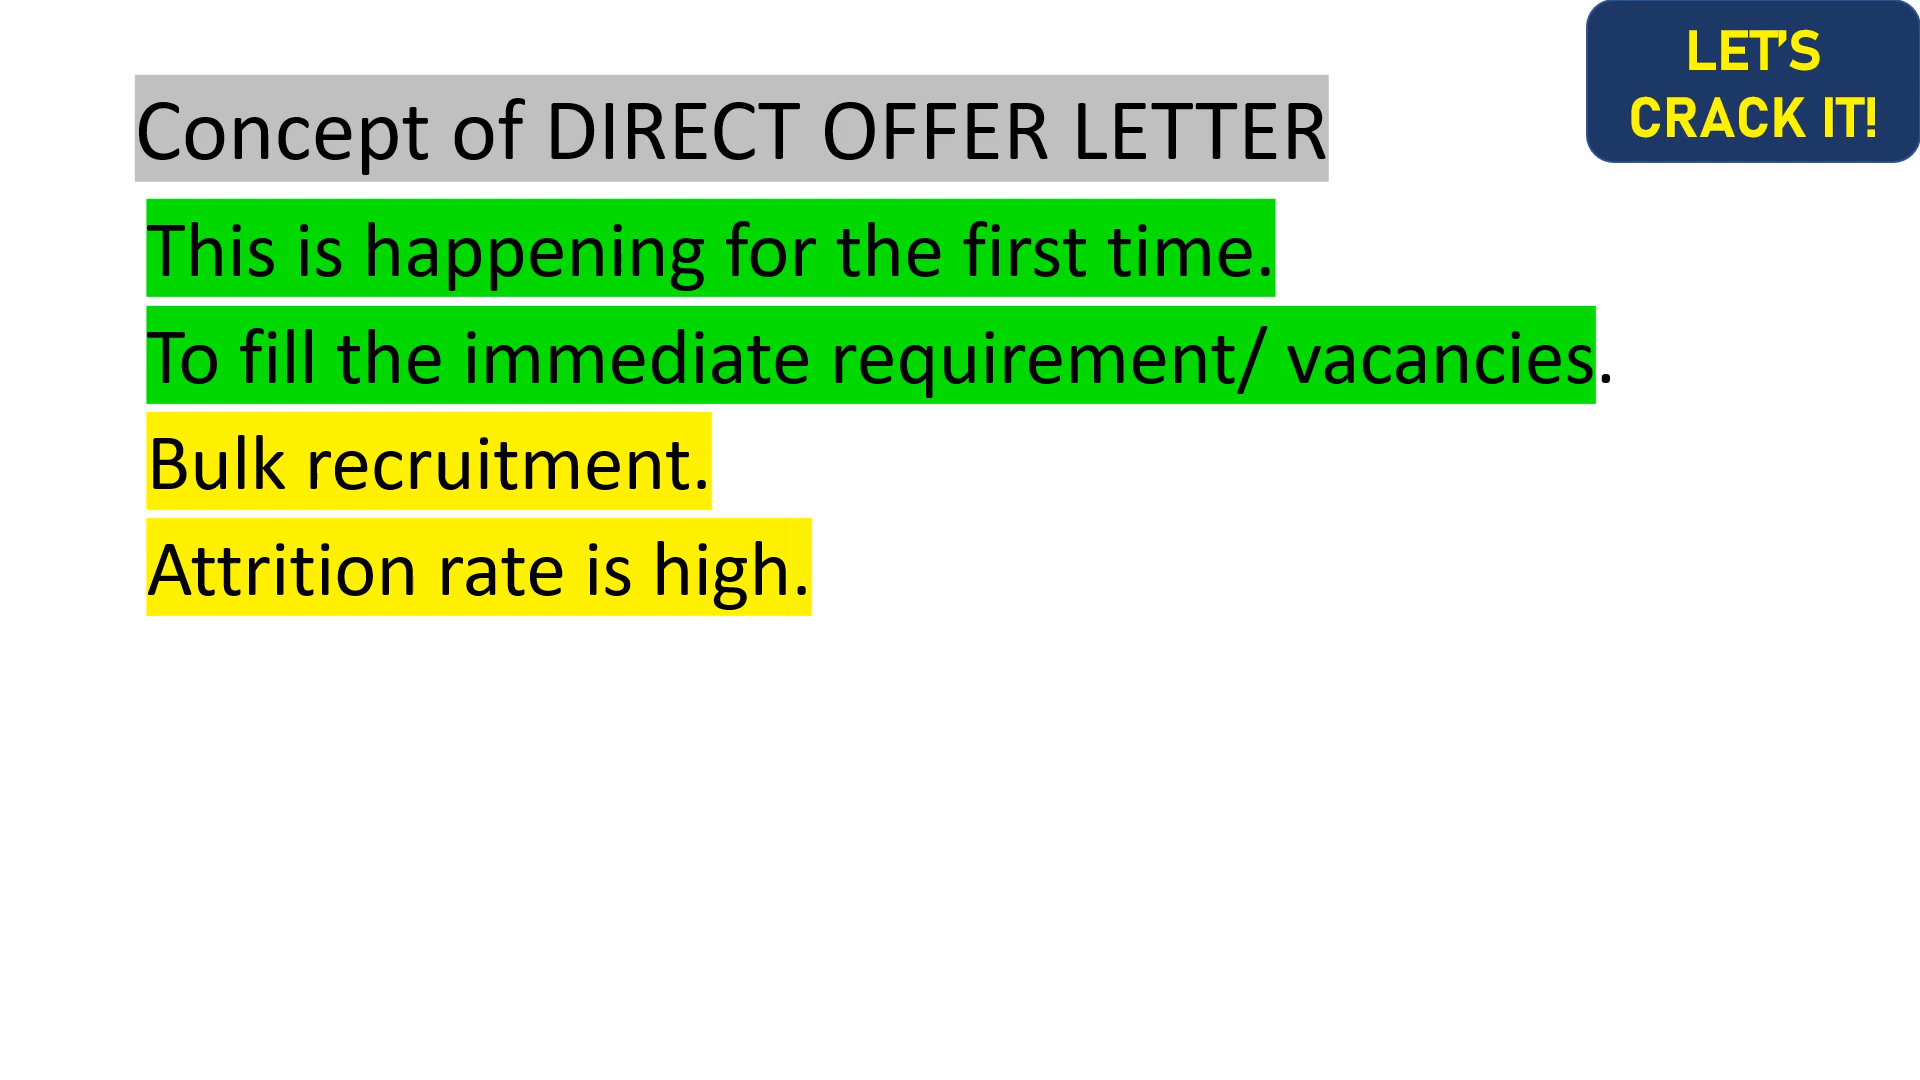 LET'S
CRACK IT!
Concept of DIRECT OFFER LETTER
This is happening for the first time.
To fill the immediate requirement/ vacancies.
Bulk recruitment.
Attrition rate is high.